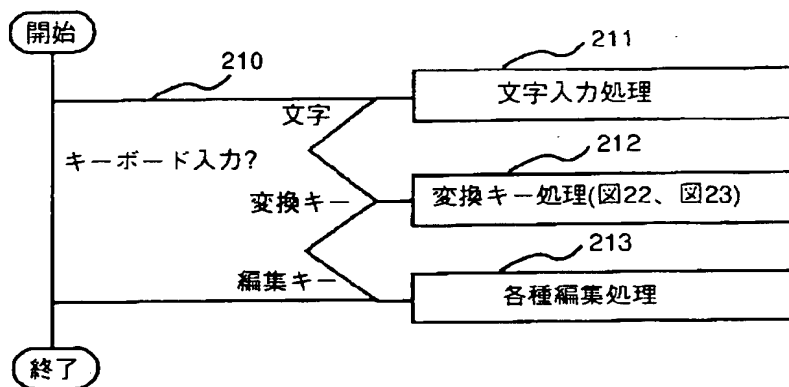 開始
210
211
文字入力処理
文字
キーボード入力?
212
変換キー
変換キー処理(図22、図23)
213
編集キー
各種編集処理
終了